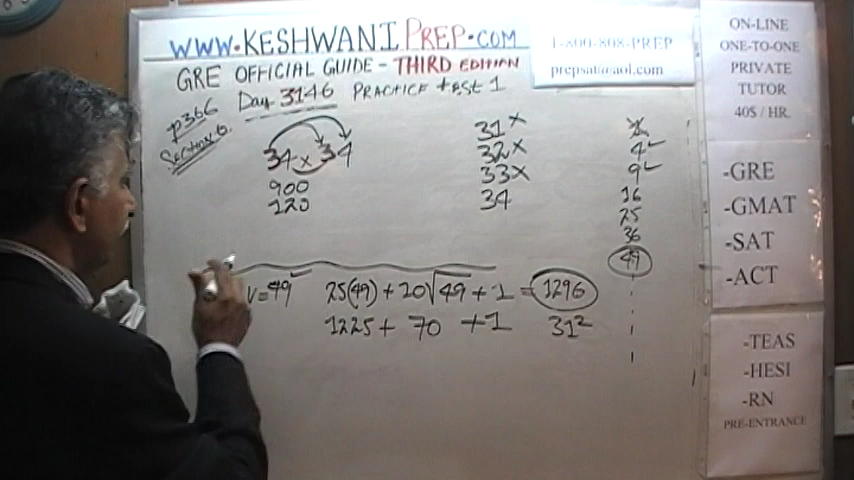 WWW.KESHWANIPREP.COM
1-800-808-PREP
prepsat@aol.com
GRE OFFICIAL GUIDE - THIRD EDITION
p366 Day 3146 PRACTICE test 1
Section 6.
34 x 34
900
120
31 x
32 x
33 x
34
1
4 ✓
9 ✓
16
25
36
49
V = 49 ✓ 25(49) + 20√49 + 1 = 1296
1225 + 70 + 1 31²
ON-LINE
ONE-TO-ONE
PRIVATE
TUTOR
40$ / HR.
-GRE
-GMAT
-SAT
-ACT
-TEAS
-HESI
-RN
PRE-ENTRANCE